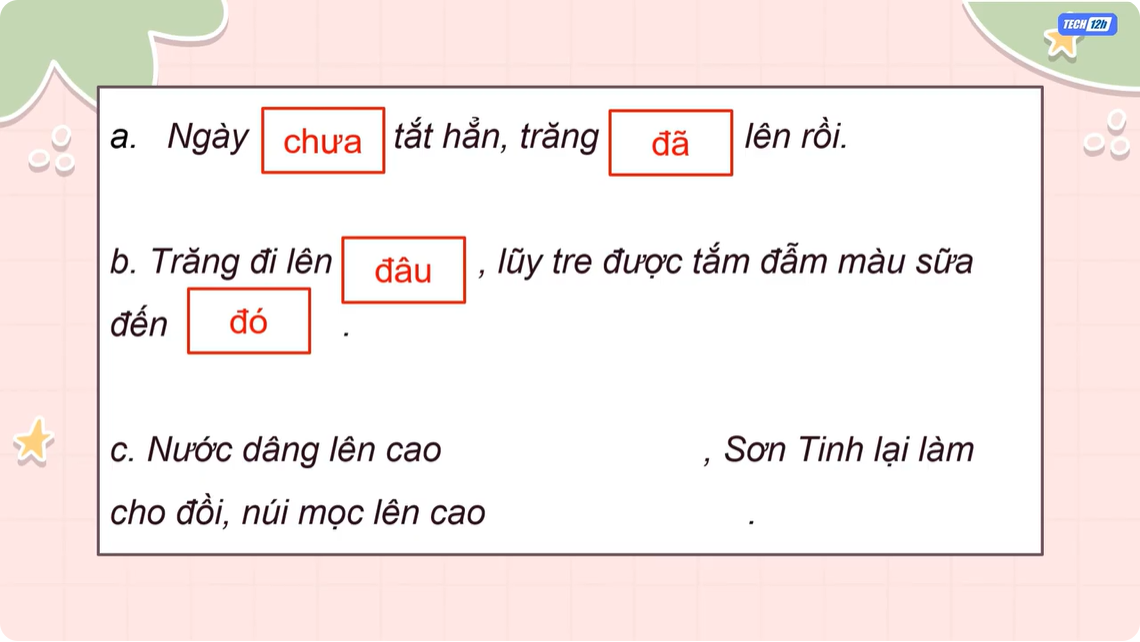 TECH 12h
a. Ngày chưa tắt hẳn, trăng đã lên rồi.
b. Trăng đi lên đâu , lũy tre được tắm đẫm màu sữa
đến đó .
c. Nước dâng lên cao , Sơn Tinh lại làm
cho đồi, núi mọc lên cao .